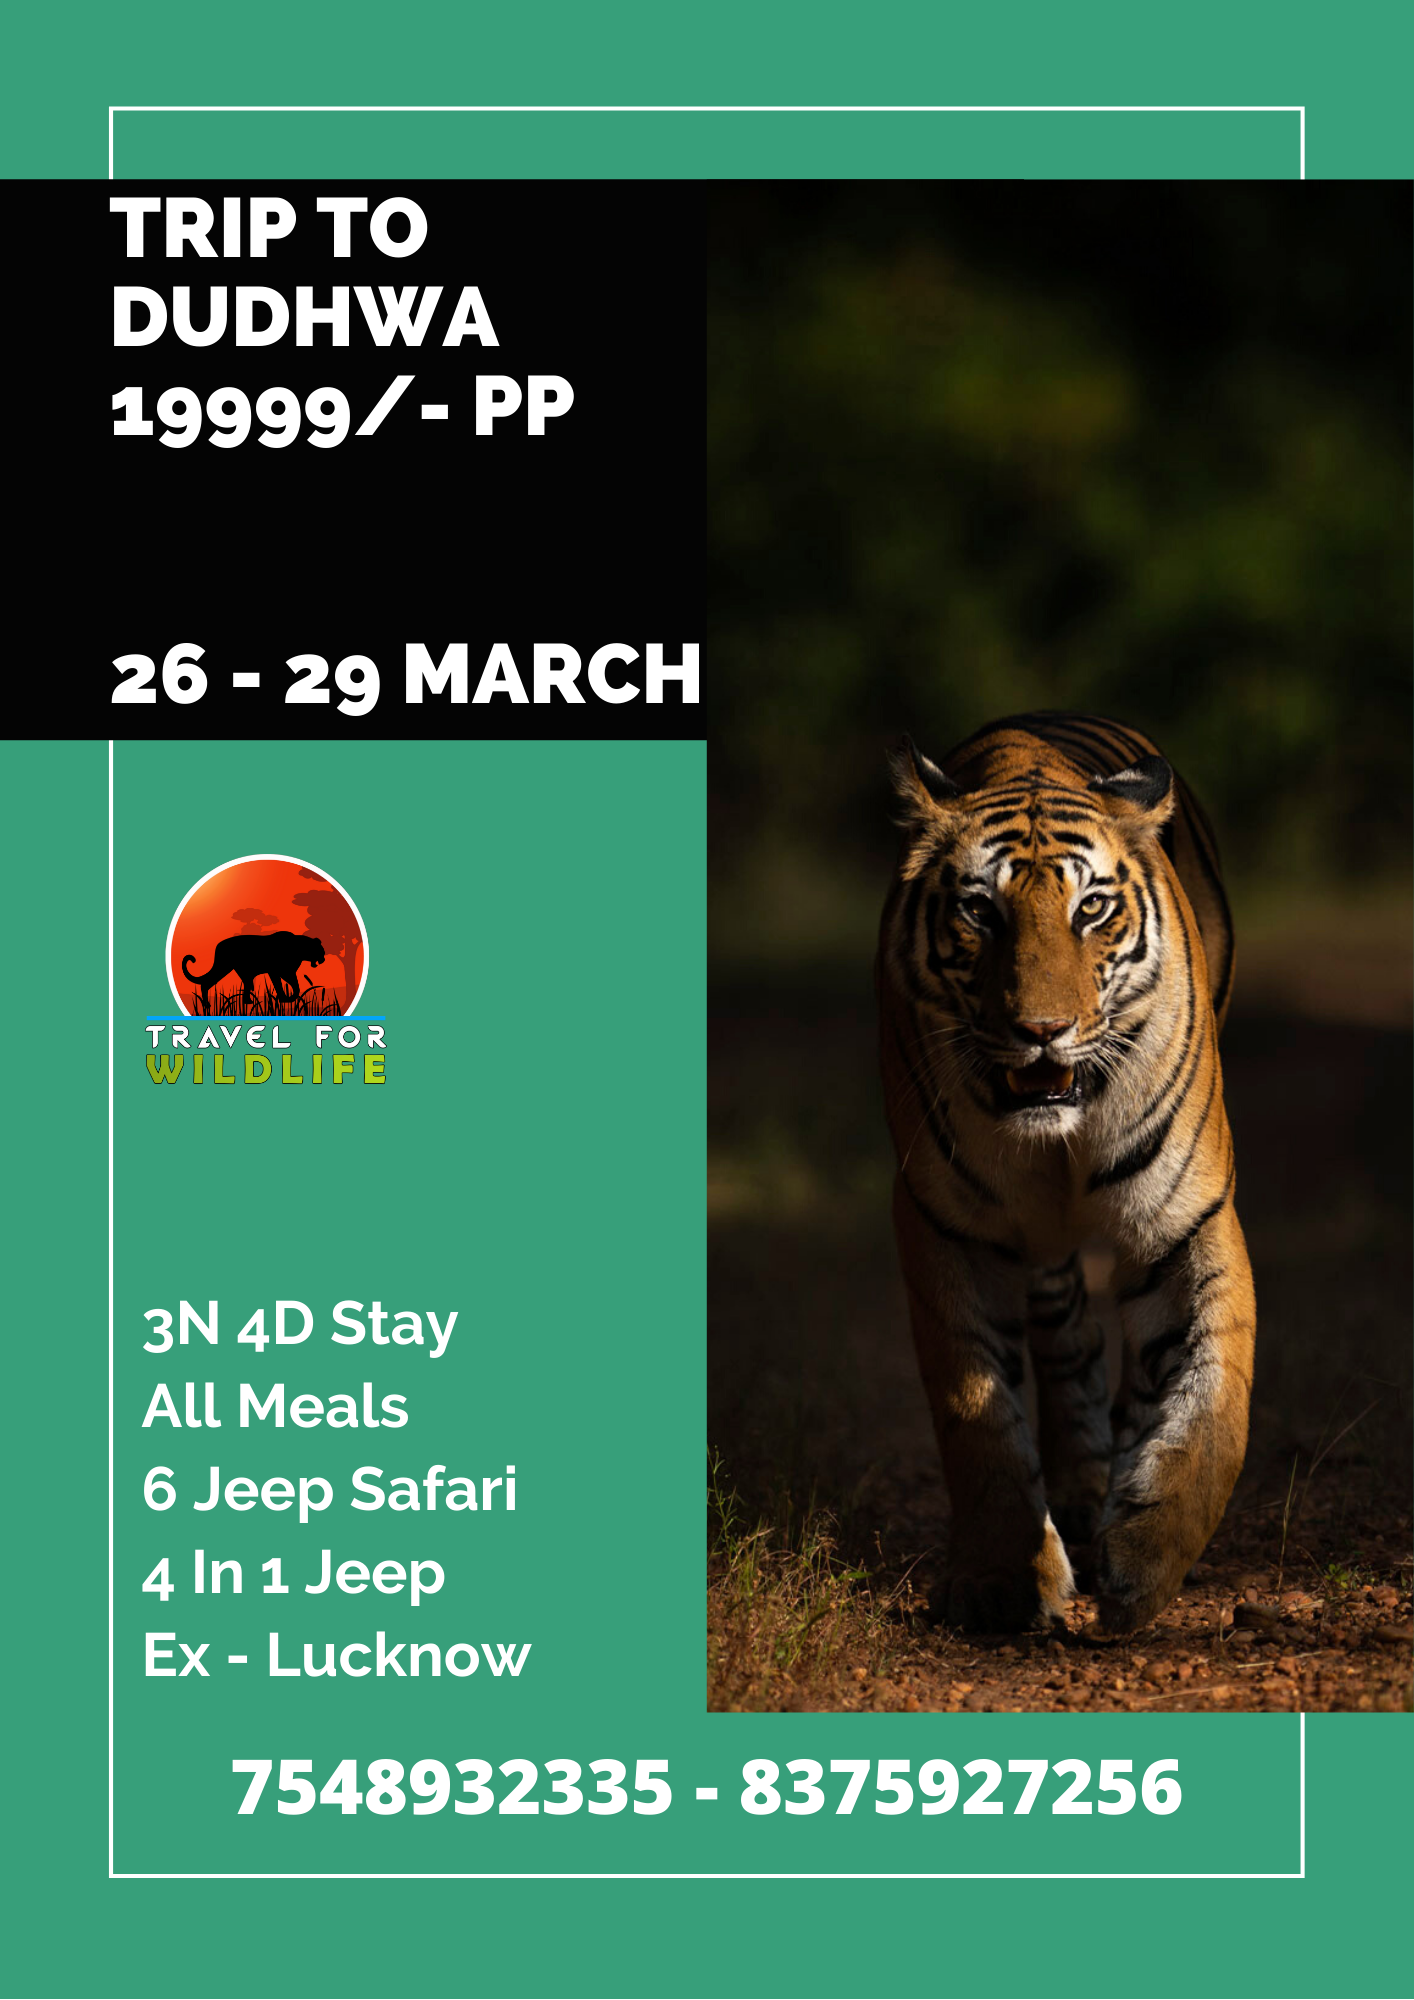 TRIP TO
DUDHWA
19999/- PP
26 - 29 MARCH
TRAVEL FOR
WILDLIFE
3N 4D Stay
All Meals
6 Jeep Safari
4 In 1 Jeep
Ex - Lucknow
7548932335 - 8375927256